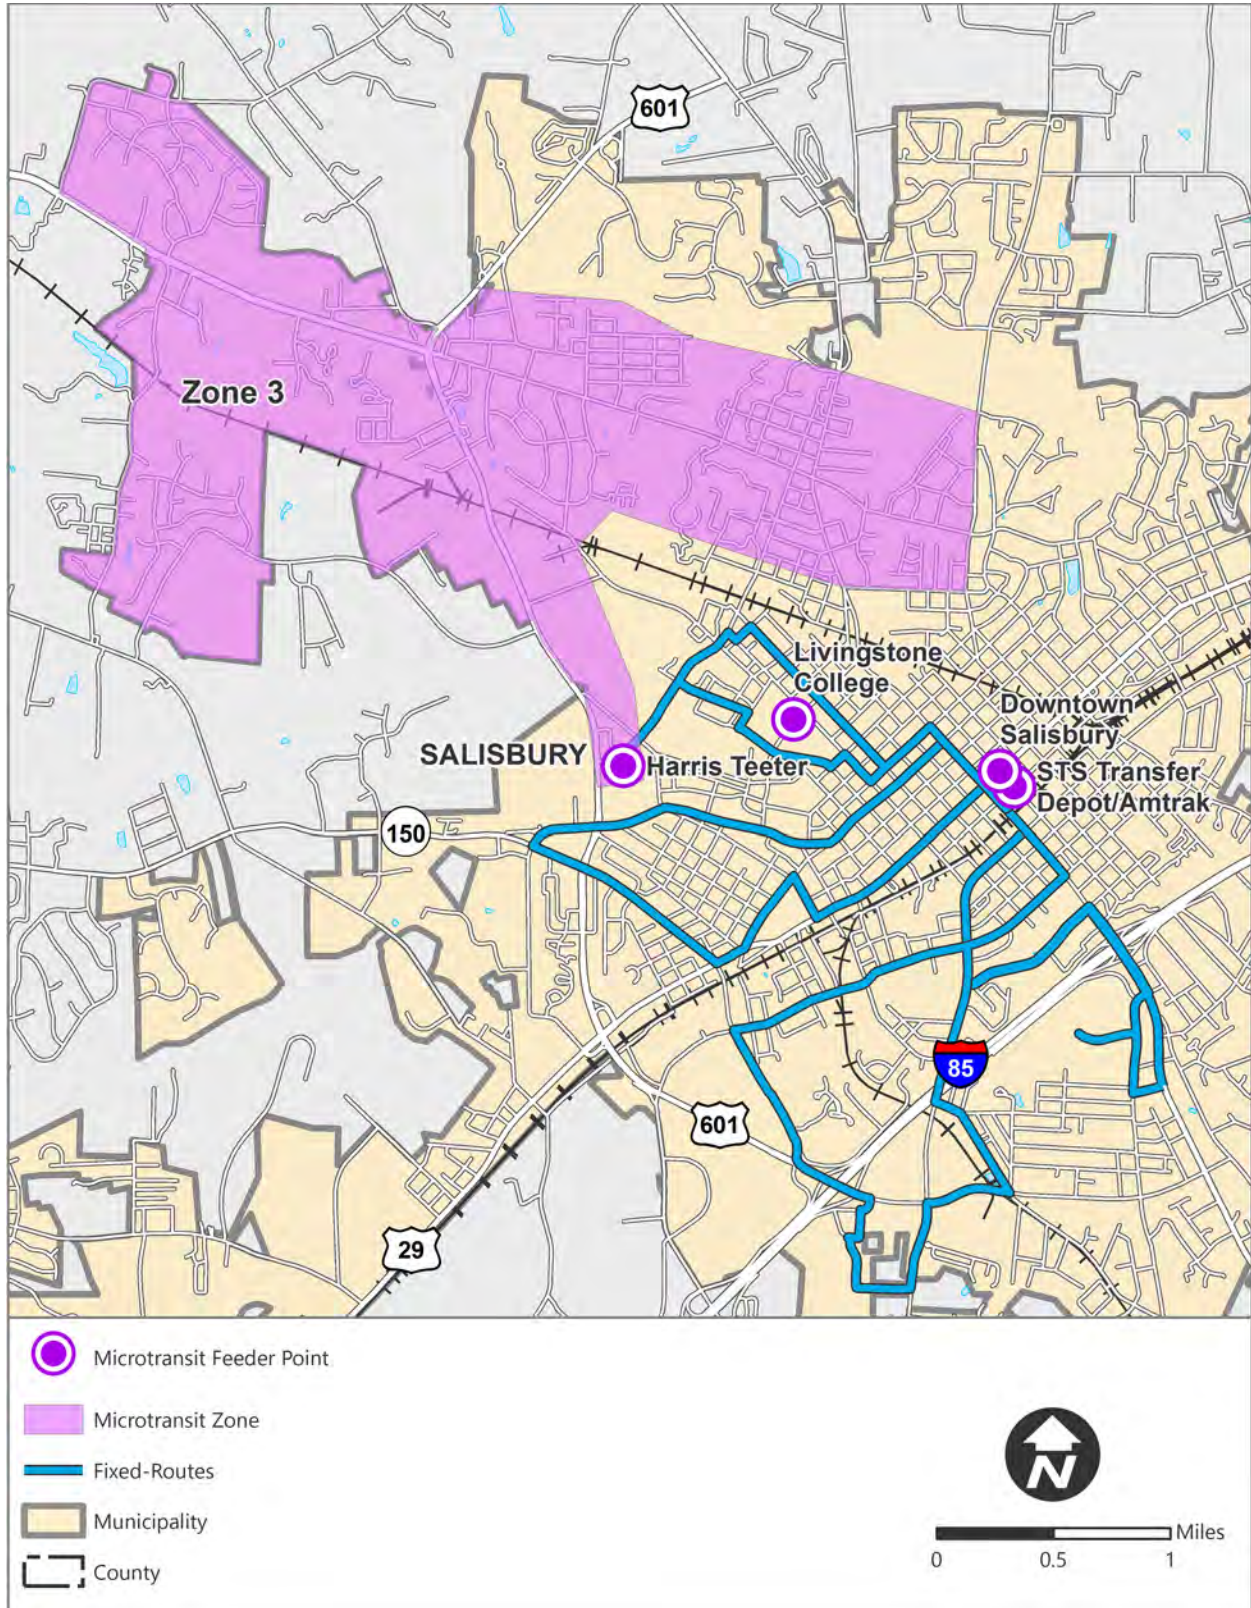 601
Zone 3
Livingstone
College
Downtown
Salisbury
SALISBURY
Harris Teeter
STS Transfer
Depot/Amtrak
150
85
601
29
Microtransit Feeder Point
Microtransit Zone
Fixed-Routes
Municipality
County
N
Miles
0 0.5 1